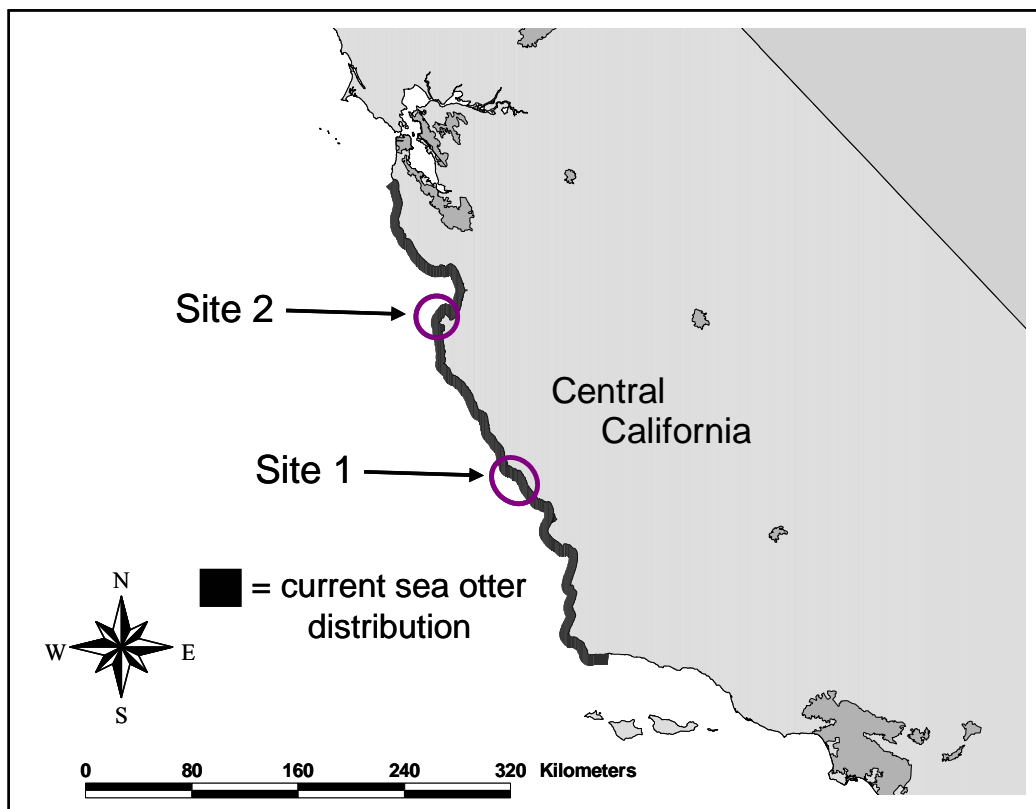 Site 2
Central
California
Site 1
= current sea otter
distribution
N
W
E
S
0 80 160 240 320 Kilometers